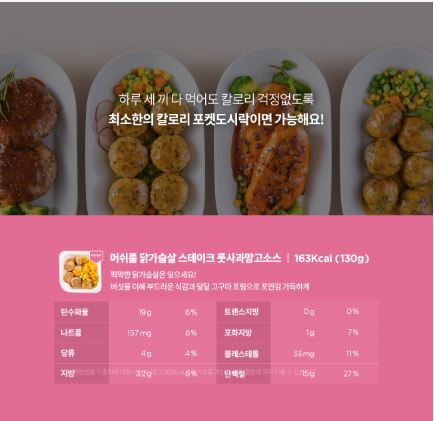 하루 세 끼 다 먹어도 칼로리 걱정없도록
최소한의 칼로리 포켓도시락이면 가능해요!
머쉬룸 닭가슴살 스테이크 풋사과망고소스 | 163Kcal (130g)
퍽퍽한 닭가슴살은 잊으세요!
버섯을 더해 부드러운 식감과 달달 고구마 토핑으로 포만감 가득하게
탄수화물 19g 6% 트랜스지방 0g 0%
나트륨 157mg 8% 포화지방 1g 7%
당류 4g 4% 콜레스테롤 33mg 11%
지방 3.2g 6% 단백질 15g 27%